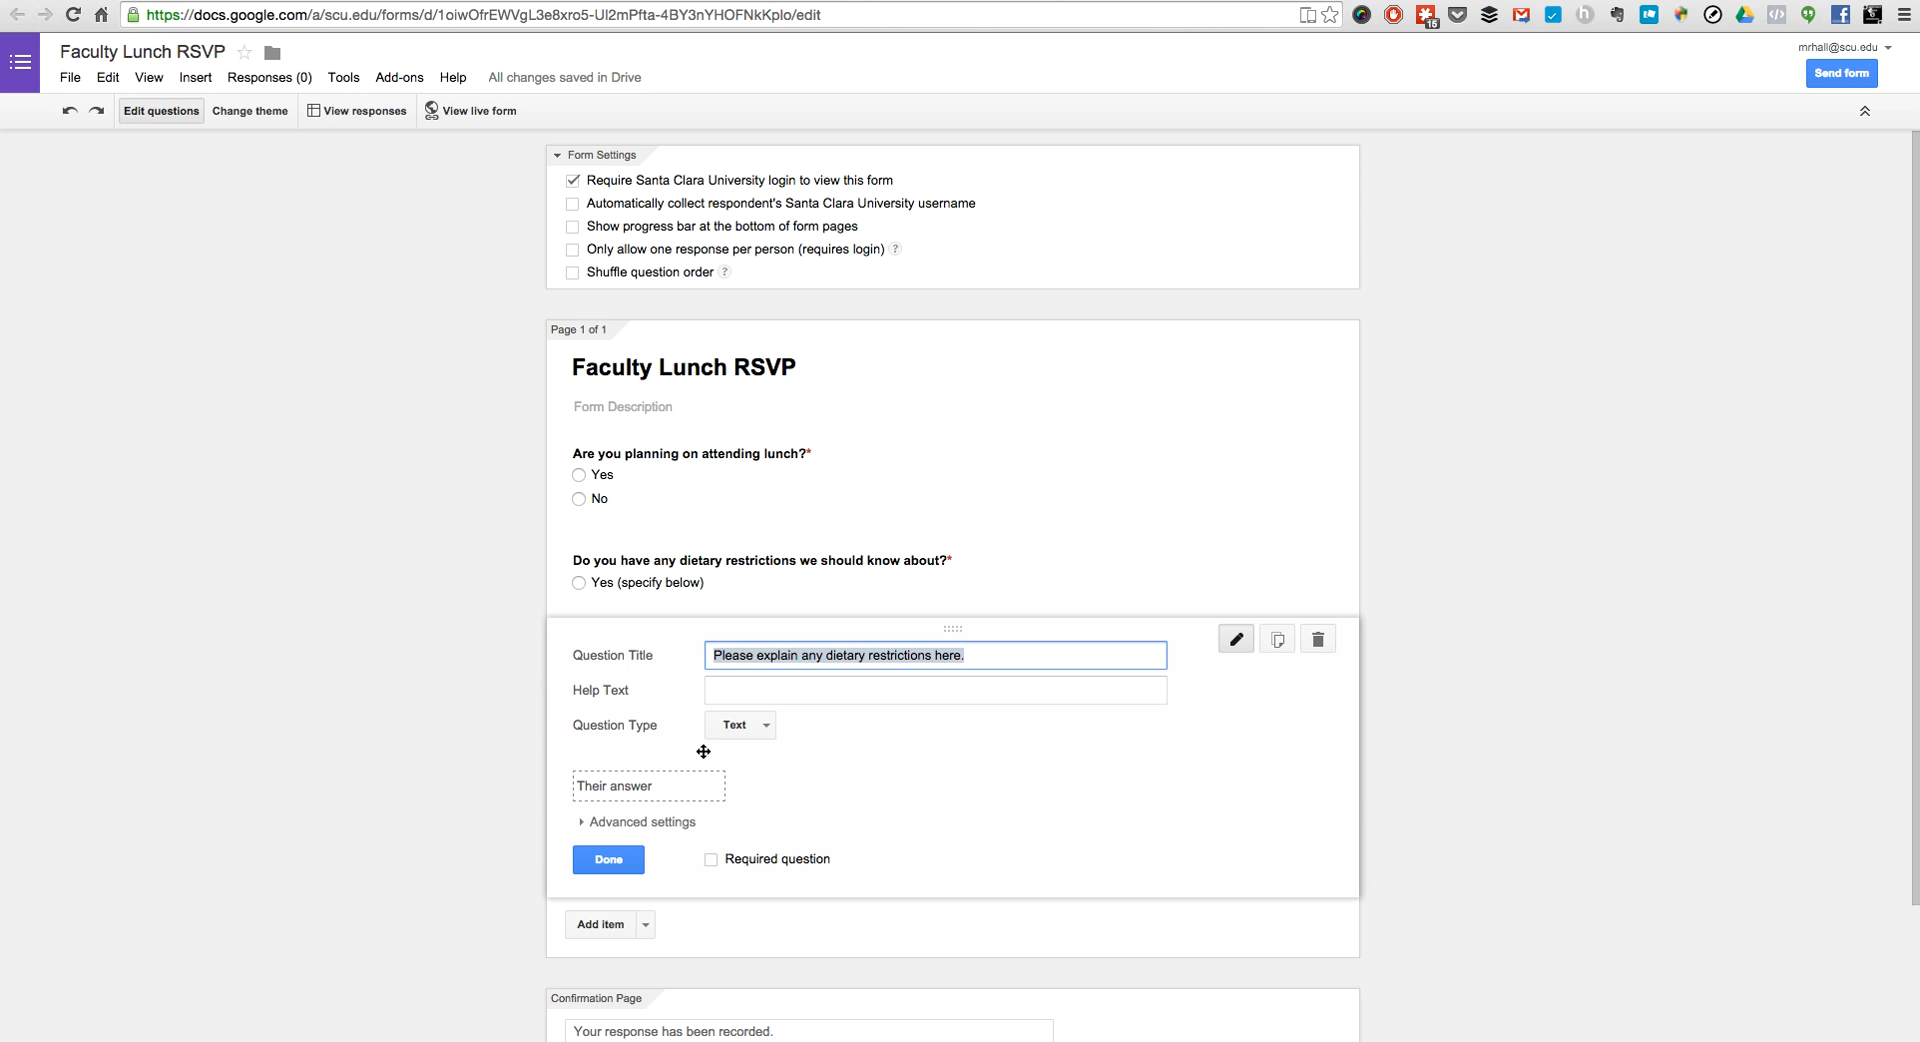 https://docs.google.com/a/scu.edu/forms/d/1oiwOfrEWVgL3e8xro5-UI2mPfta-4BY3nYHOFNkKplo/edit
15
Faculty Lunch RSVP
mrhall@scu.edu
File Edit View Insert Responses (0) Tools Add-ons Help All changes saved in Drive
Send form
Edit questions Change theme View responses View live form
Form Settings
Require Santa Clara University login to view this form
Automatically collect respondent's Santa Clara University username
Show progress bar at the bottom of form pages
Only allow one response per person (requires login) ?
Shuffle question order ?
Page 1 of 1
Faculty Lunch RSVP
Form Description
Are you planning on attending lunch?*
Yes
No
Do you have any dietary restrictions we should know about?*
Yes (specify below)
Question Title Please explain any dietary restrictions here.
Help Text
Question Type Text
Their answer
Advanced settings
Done Required question
Add item
Confirmation Page
Your response has been recorded.